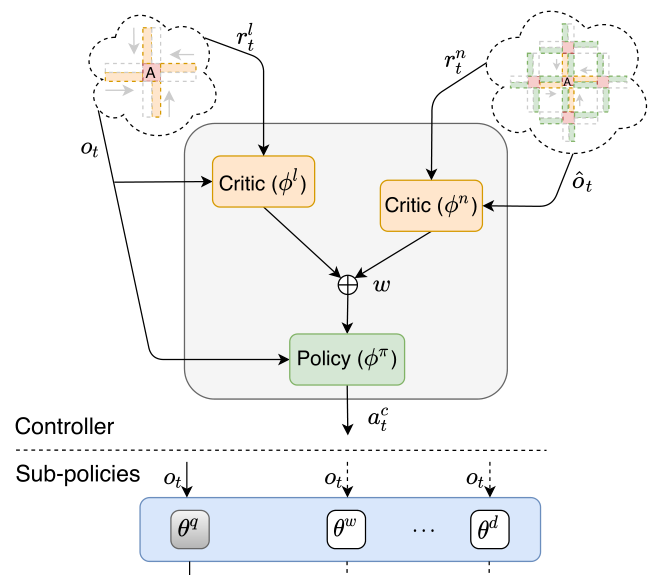 r_t^l
r_t^n
A
A
o_t
ô_t
Critic (ϕ^l)
Critic (ϕ^n)
w
Policy (ϕ^π)
a_t^c
Controller
Sub-policies
o_t o_t o_t
θ^q θ^w ... θ^d